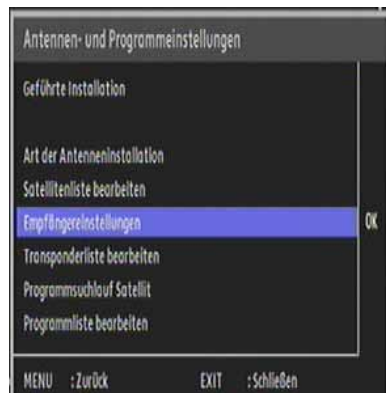 Antennen- und Programmeinstellungen
Geführte Installation
Art der Antenneninstallation
Satellitenliste bearbeiten
Empfängereinstellungen OK
Transponderliste bearbeiten
Programmsuchlauf Satellit
Programmliste bearbeiten
MENU : Zurück EXIT : Schließen